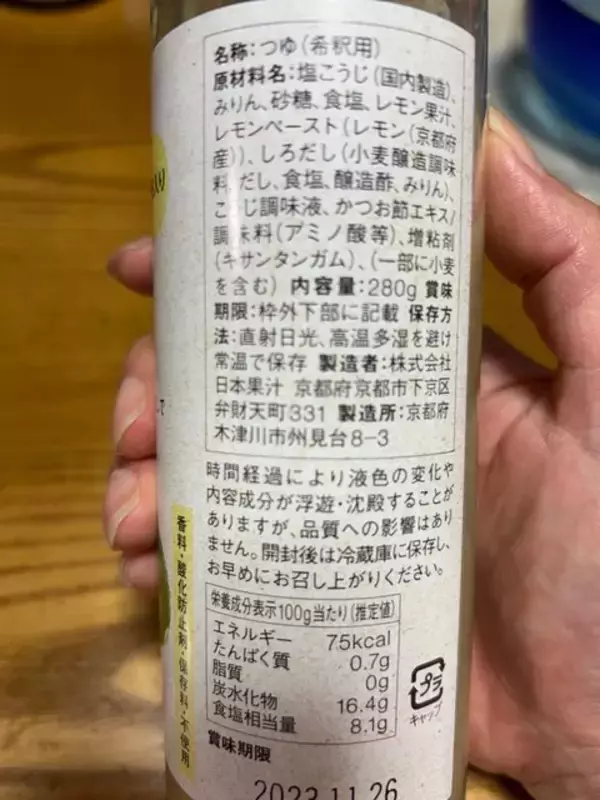 名称:つゆ(希釈用)
原材料名:塩こうじ(国内製造)、
みりん、砂糖、食塩、レモン果汁、
レモンペースト(レモン(京都府
産))、しろだし(小麦醸造調味
料、だし、食塩、醸造酢、みりん)、
こうじ調味液、かつお節エキス/
調味料(アミノ酸等)、増粘剤
(キサンタンガム)、(一部に小麦
を含む) 内容量:280g 賞味
期限:枠外下部に記載 保存方
法:直射日光、高温多湿を避け
常温で保存 製造者:株式会社
日本果汁 京都府京都市下京区
弁財天町331 製造所:京都府
木津川市州見台8-3
時間経過により液色の変化や
内容成分が浮遊・沈殿することが
ありますが、品質への影響はあり
ません。開封後は冷蔵庫に保存し、
お早めにお召し上がりください。
栄養成分表示100g当たり(推定値)
エネルギー 75kcal
たんぱく質 0.7g
脂質 0g
炭水化物 16.4g
食塩相当量 8.1g
プラ
キャップ
賞味期限
2023.11.26
香料・酸化防止剤・保存料・不使用
入り
て